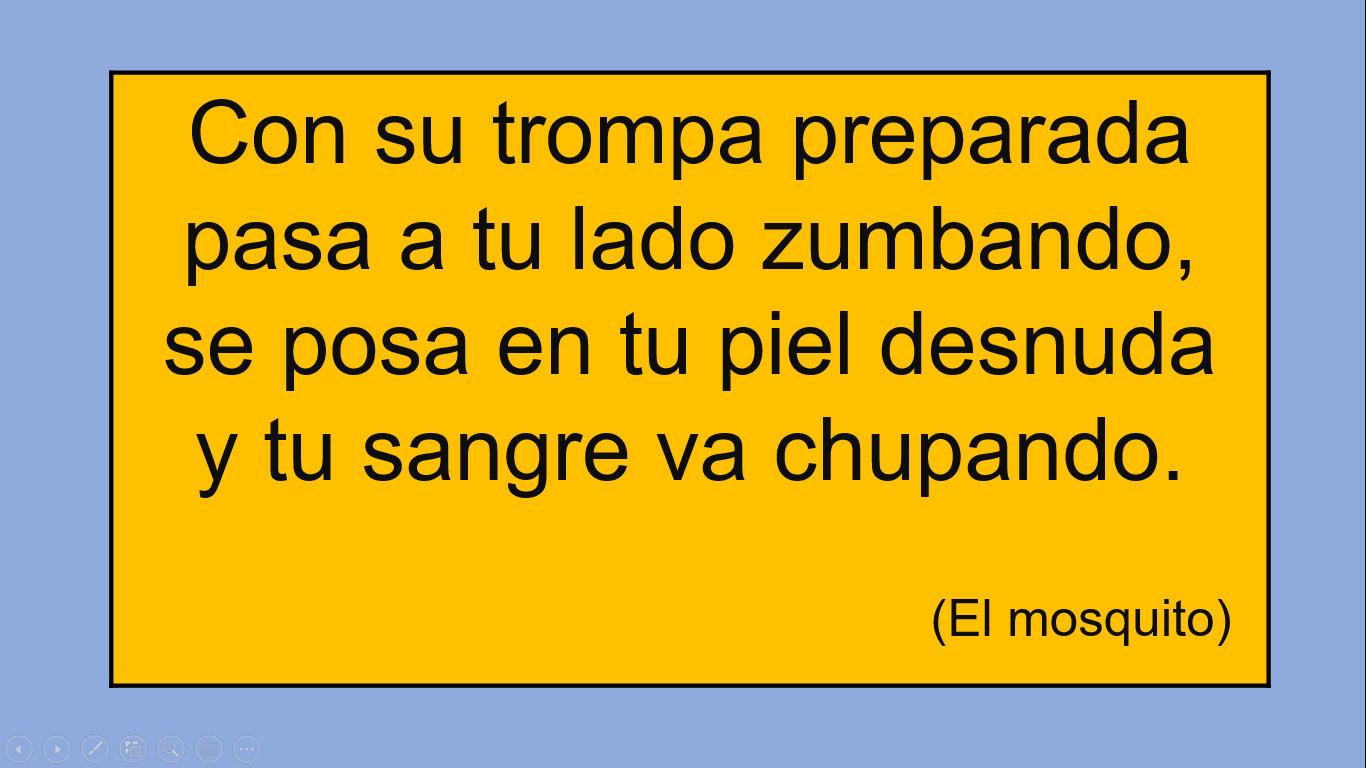 Con su trompa preparada
pasa a tu lado zumbando,
se posa en tu piel desnuda
y tu sangre va chupando.
(El mosquito)